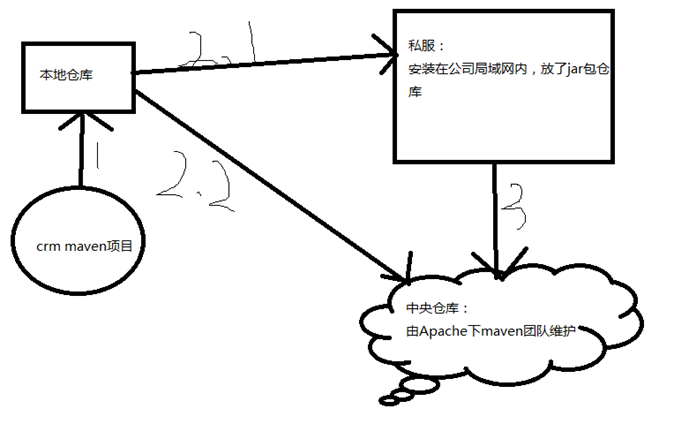 本地仓库
2.1
私服：
安装在公司局域网内，放了jar包仓
库
1
2.2
3
crm maven项目
中央仓库：
由Apache下maven团队维护